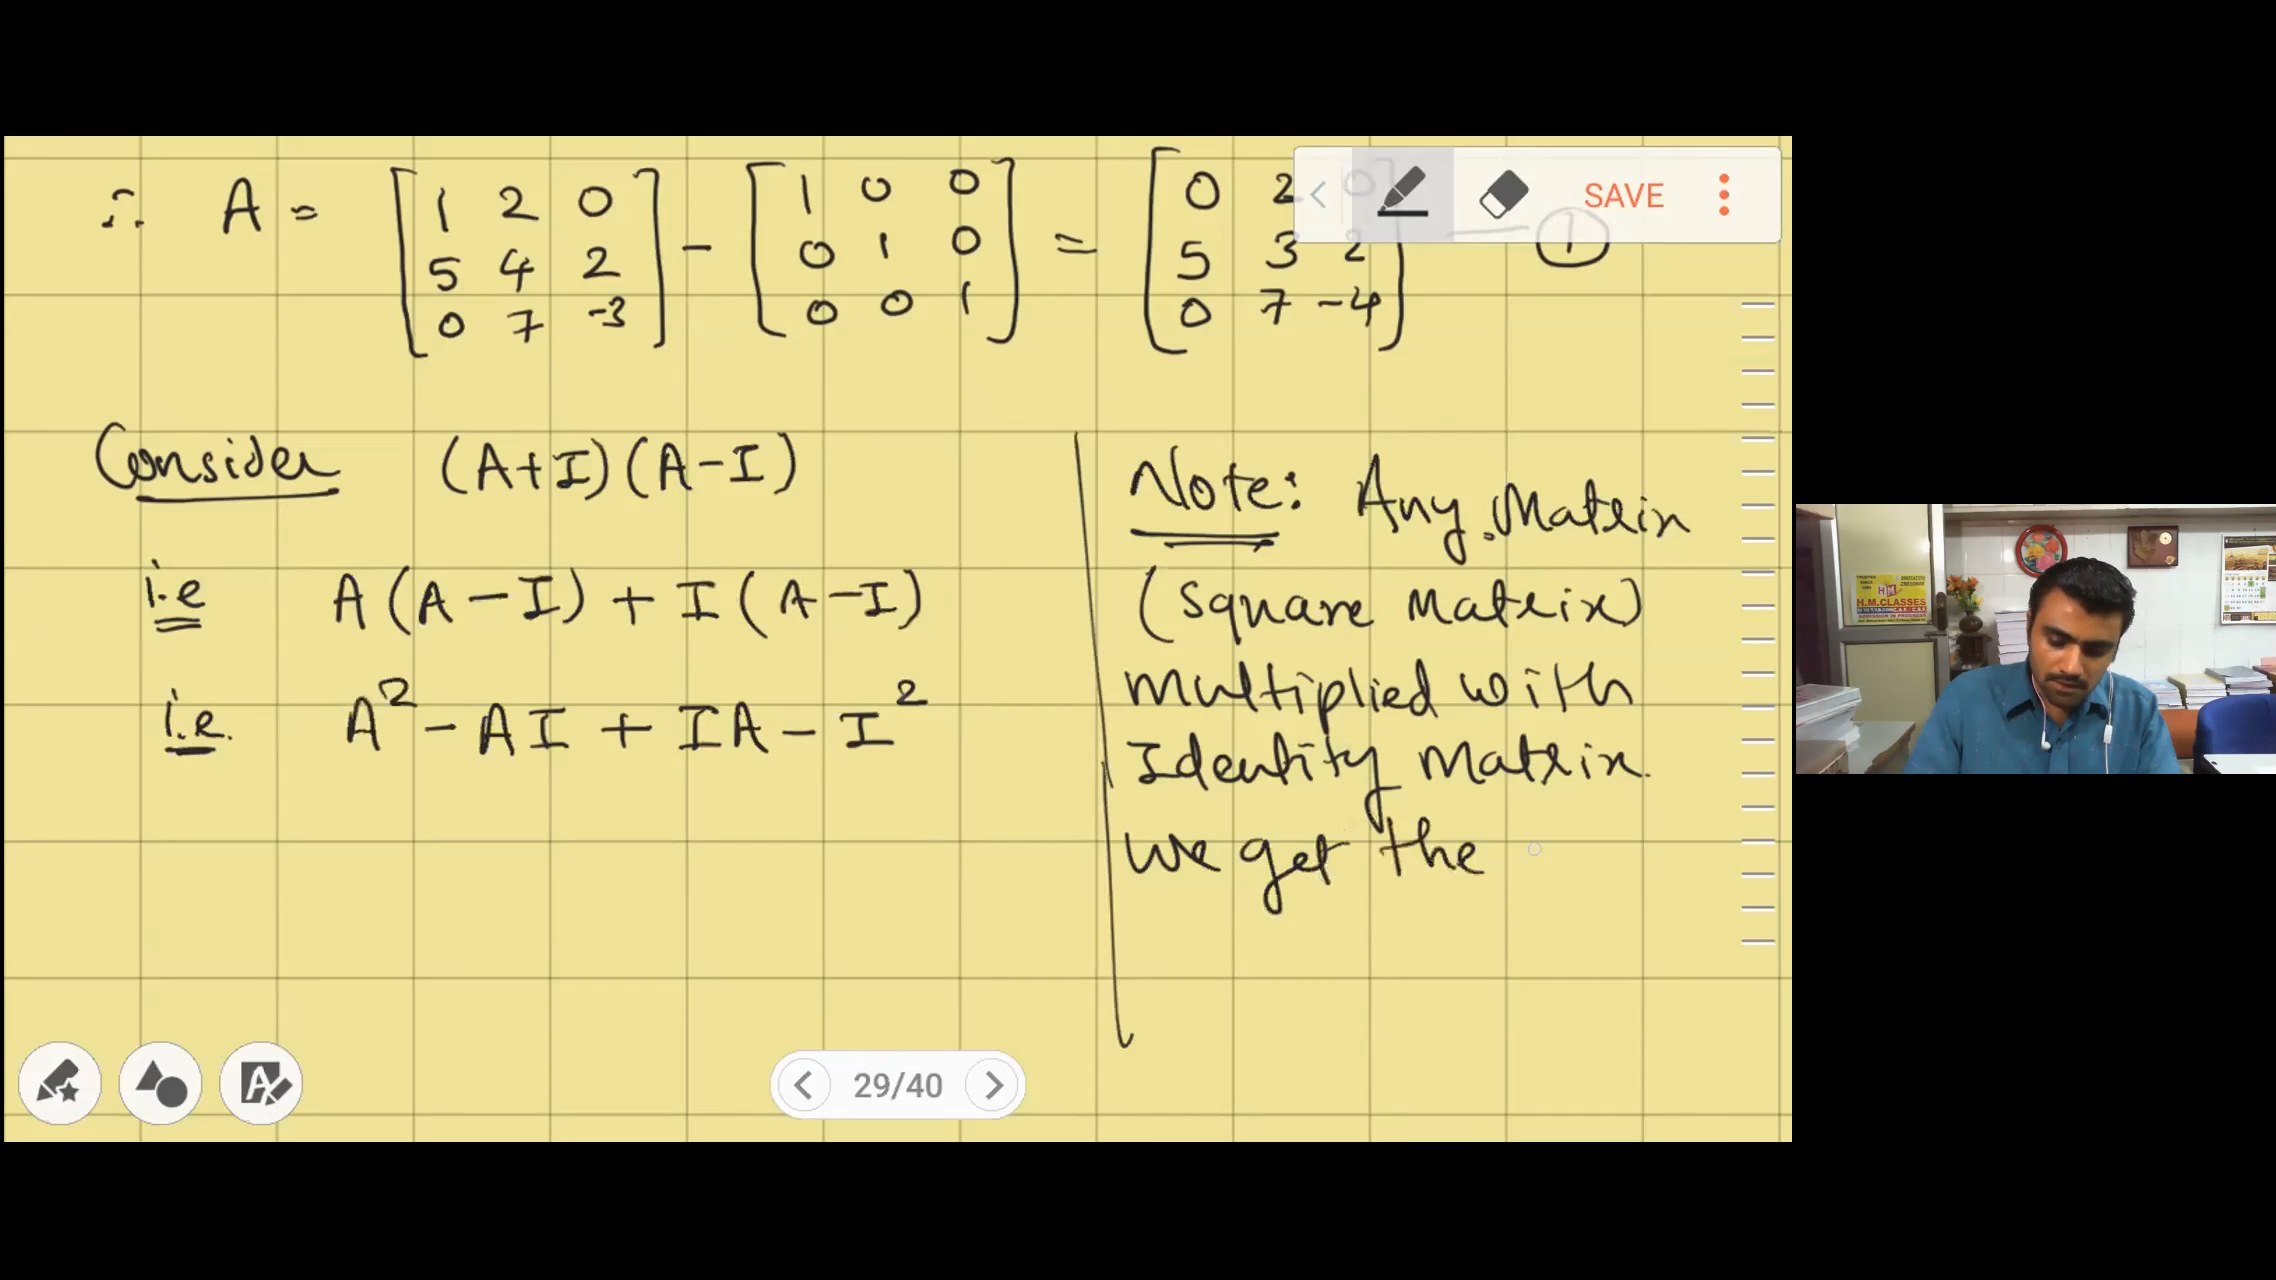 ∴ A = [1 2 0; 5 4 2; 0 7 -3] - [1 0 0; 0 1 0; 0 0 1] = [0 2 0; 5 3 2; 0 7 -4] — ①
SAVE
Consider (A+I)(A-I)
i.e A(A-I) + I(A-I)
i.e. A² - AI + IA - I²
Note: Any Matrix
(Square Matrix)
multiplied with
Identity Matrix.
we get the
29/40
H.M.CLASSES